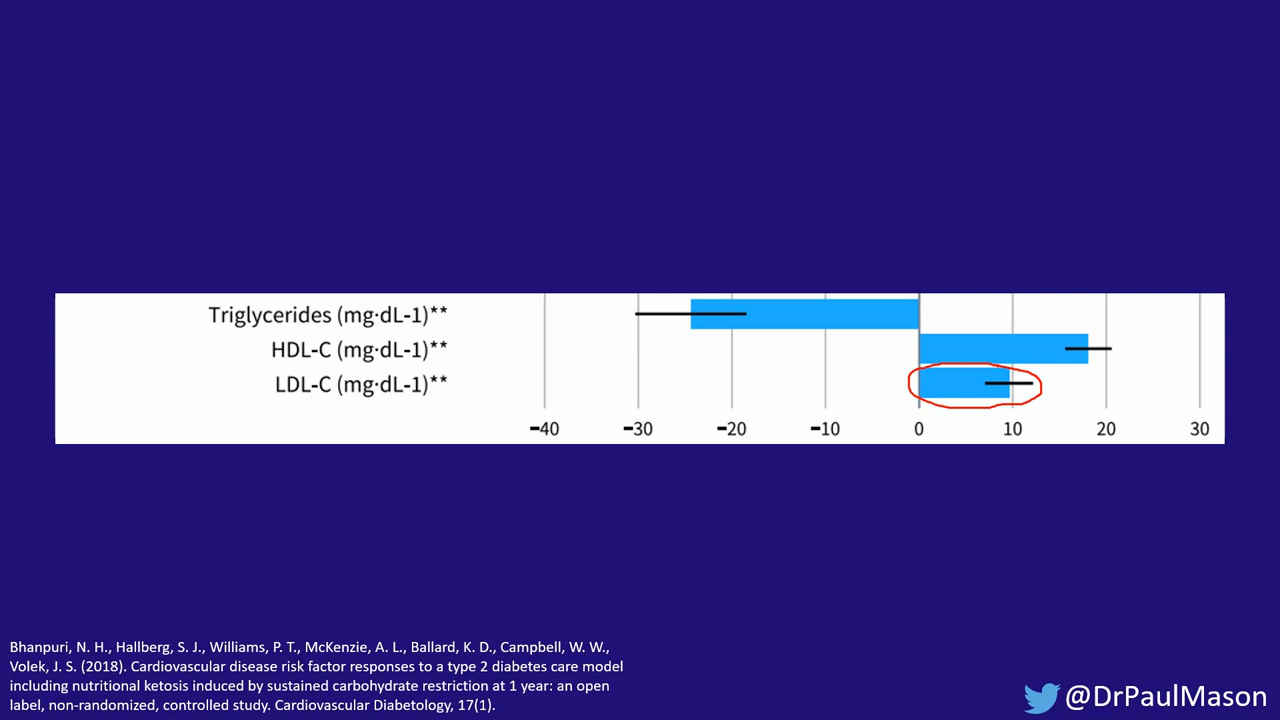 Triglycerides (mg·dL-1)**
HDL-C (mg·dL-1)**
LDL-C (mg·dL-1)**
−40 −30 −20 −10 0 10 20 30
Bhanpuri, N. H., Hallberg, S. J., Williams, P. T., McKenzie, A. L., Ballard, K. D., Campbell, W. W.,
Volek, J. S. (2018). Cardiovascular disease risk factor responses to a type 2 diabetes care model
including nutritional ketosis induced by sustained carbohydrate restriction at 1 year: an open
label, non-randomized, controlled study. Cardiovascular Diabetology, 17(1).
@DrPaulMason